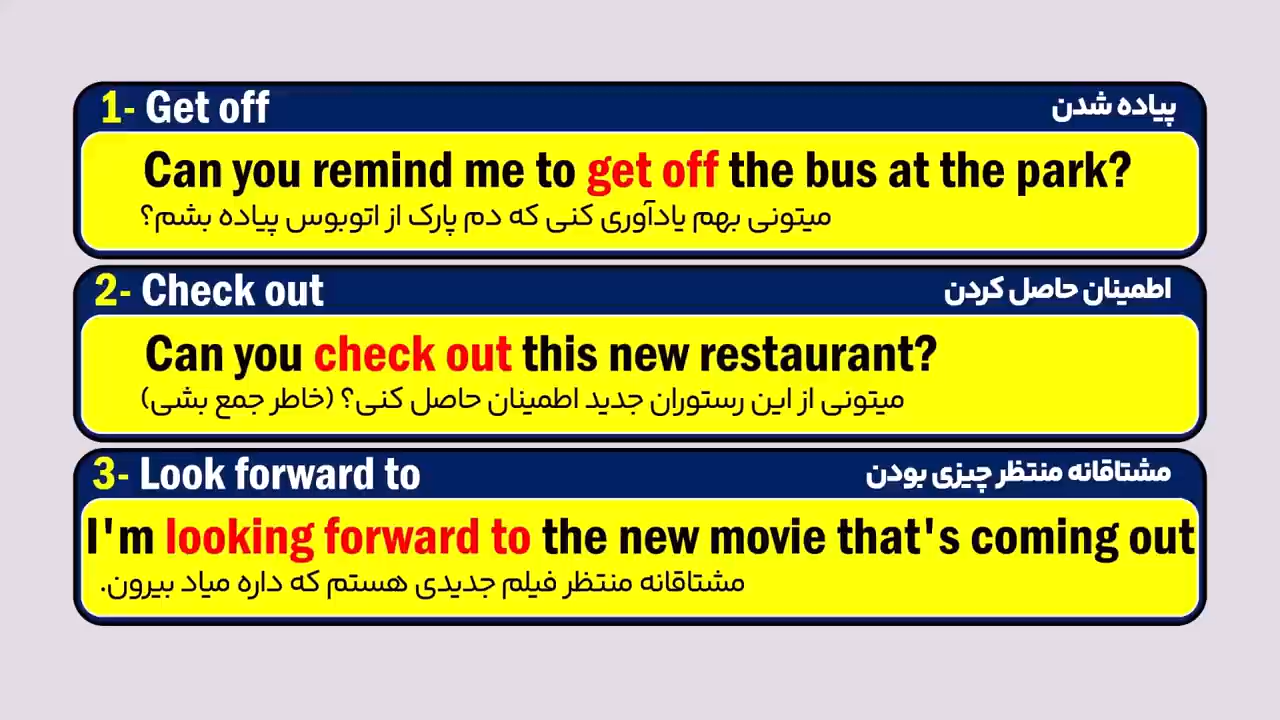 1- Get off
پیاده شدن
Can you remind me to get off the bus at the park?
میتونی بهم یادآوری کنی که دم پارک از اتوبوس پیاده بشم؟
2- Check out
اطمینان حاصل کردن
Can you check out this new restaurant?
میتونی از این رستوران جدید اطمینان حاصل کنی؟ (خاطر جمع بشی)
3- Look forward to
مشتاقانه منتظر چیزی بودن
I'm looking forward to the new movie that's coming out
مشتاقانه منتظر فیلم جدیدی هستم که داره میاد بیرون.